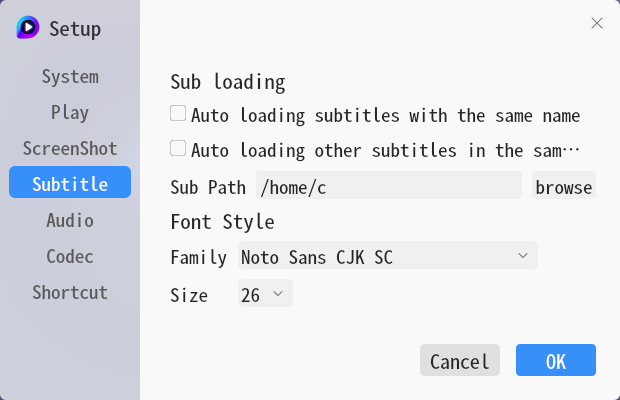 Setup
System
Play
ScreenShot
Subtitle
Audio
Codec
Shortcut
Sub loading
Auto loading subtitles with the same name
Auto loading other subtitles in the sam…
Sub Path /home/c browse
Font Style
Family Noto Sans CJK SC
Size 26
Cancel OK